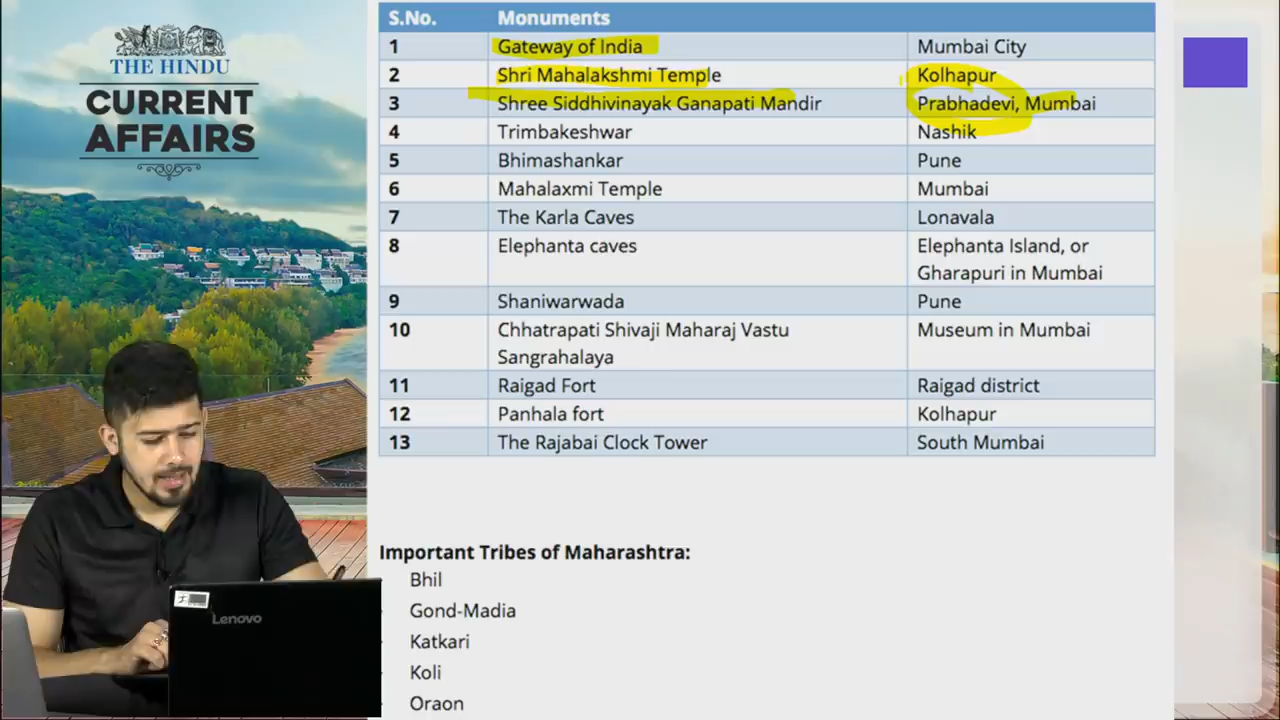 THE HINDU
CURRENT
AFFAIRS
S.No. Monuments
1 Gateway of India Mumbai City
2 Shri Mahalakshmi Temple Kolhapur
3 Shree Siddhivinayak Ganapati Mandir Prabhadevi, Mumbai
4 Trimbakeshwar Nashik
5 Bhimashankar Pune
6 Mahalaxmi Temple Mumbai
7 The Karla Caves Lonavala
8 Elephanta caves Elephanta Island, or
Gharapuri in Mumbai
9 Shaniwarwada Pune
10 Chhatrapati Shivaji Maharaj Vastu Museum in Mumbai
Sangrahalaya
11 Raigad Fort Raigad district
12 Panhala fort Kolhapur
13 The Rajabai Clock Tower South Mumbai
Important Tribes of Maharashtra:
Bhil
Gond-Madia
Katkari
Koli
Oraon
Lenovo